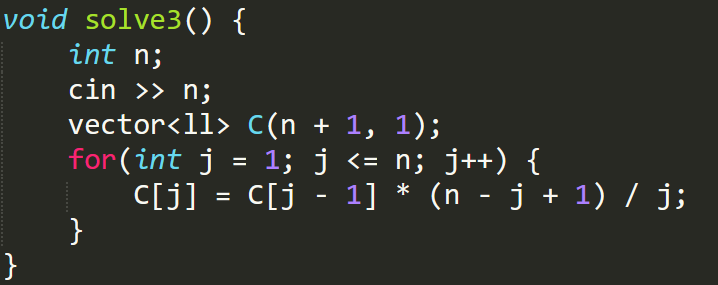 void solve3() {
    int n;
    cin >> n;
    vector<ll> C(n + 1, 1);
    for(int j = 1; j <= n; j++) {
        C[j] = C[j - 1] * (n - j + 1) / j;
    }
}